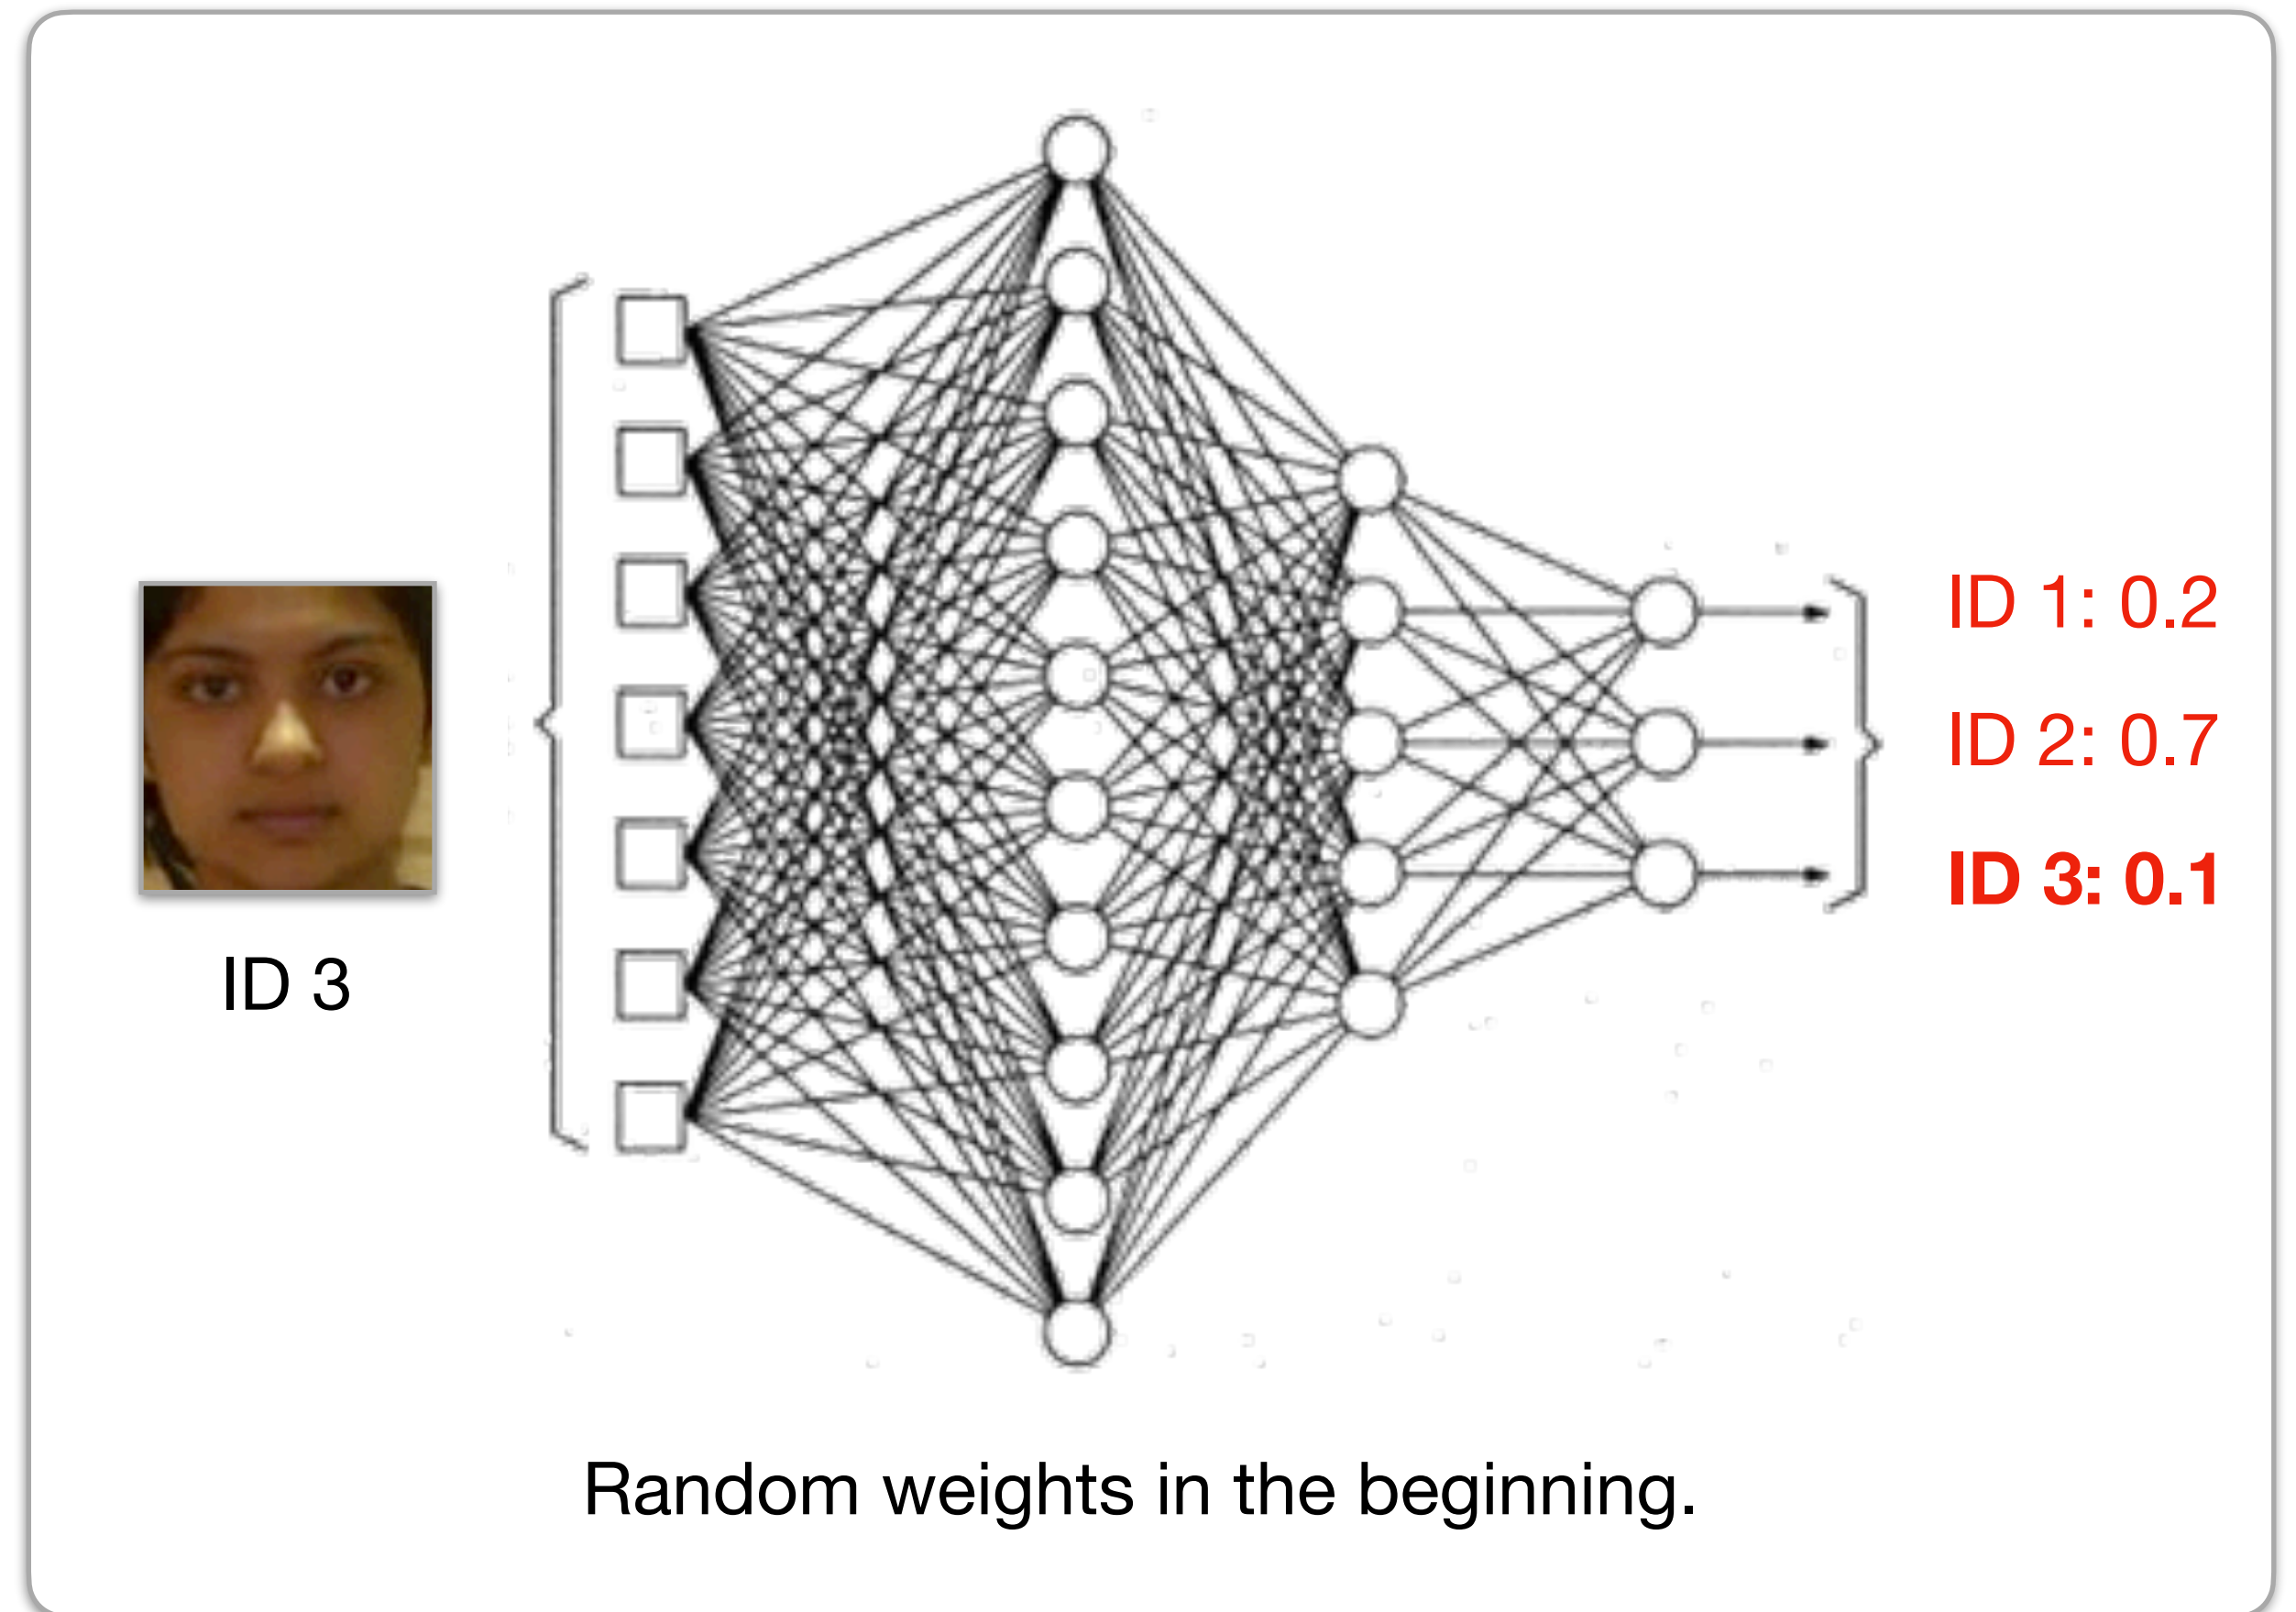 ID 1: 0.2
ID 2: 0.7
ID 3: 0.1
ID 3
Random weights in the beginning.